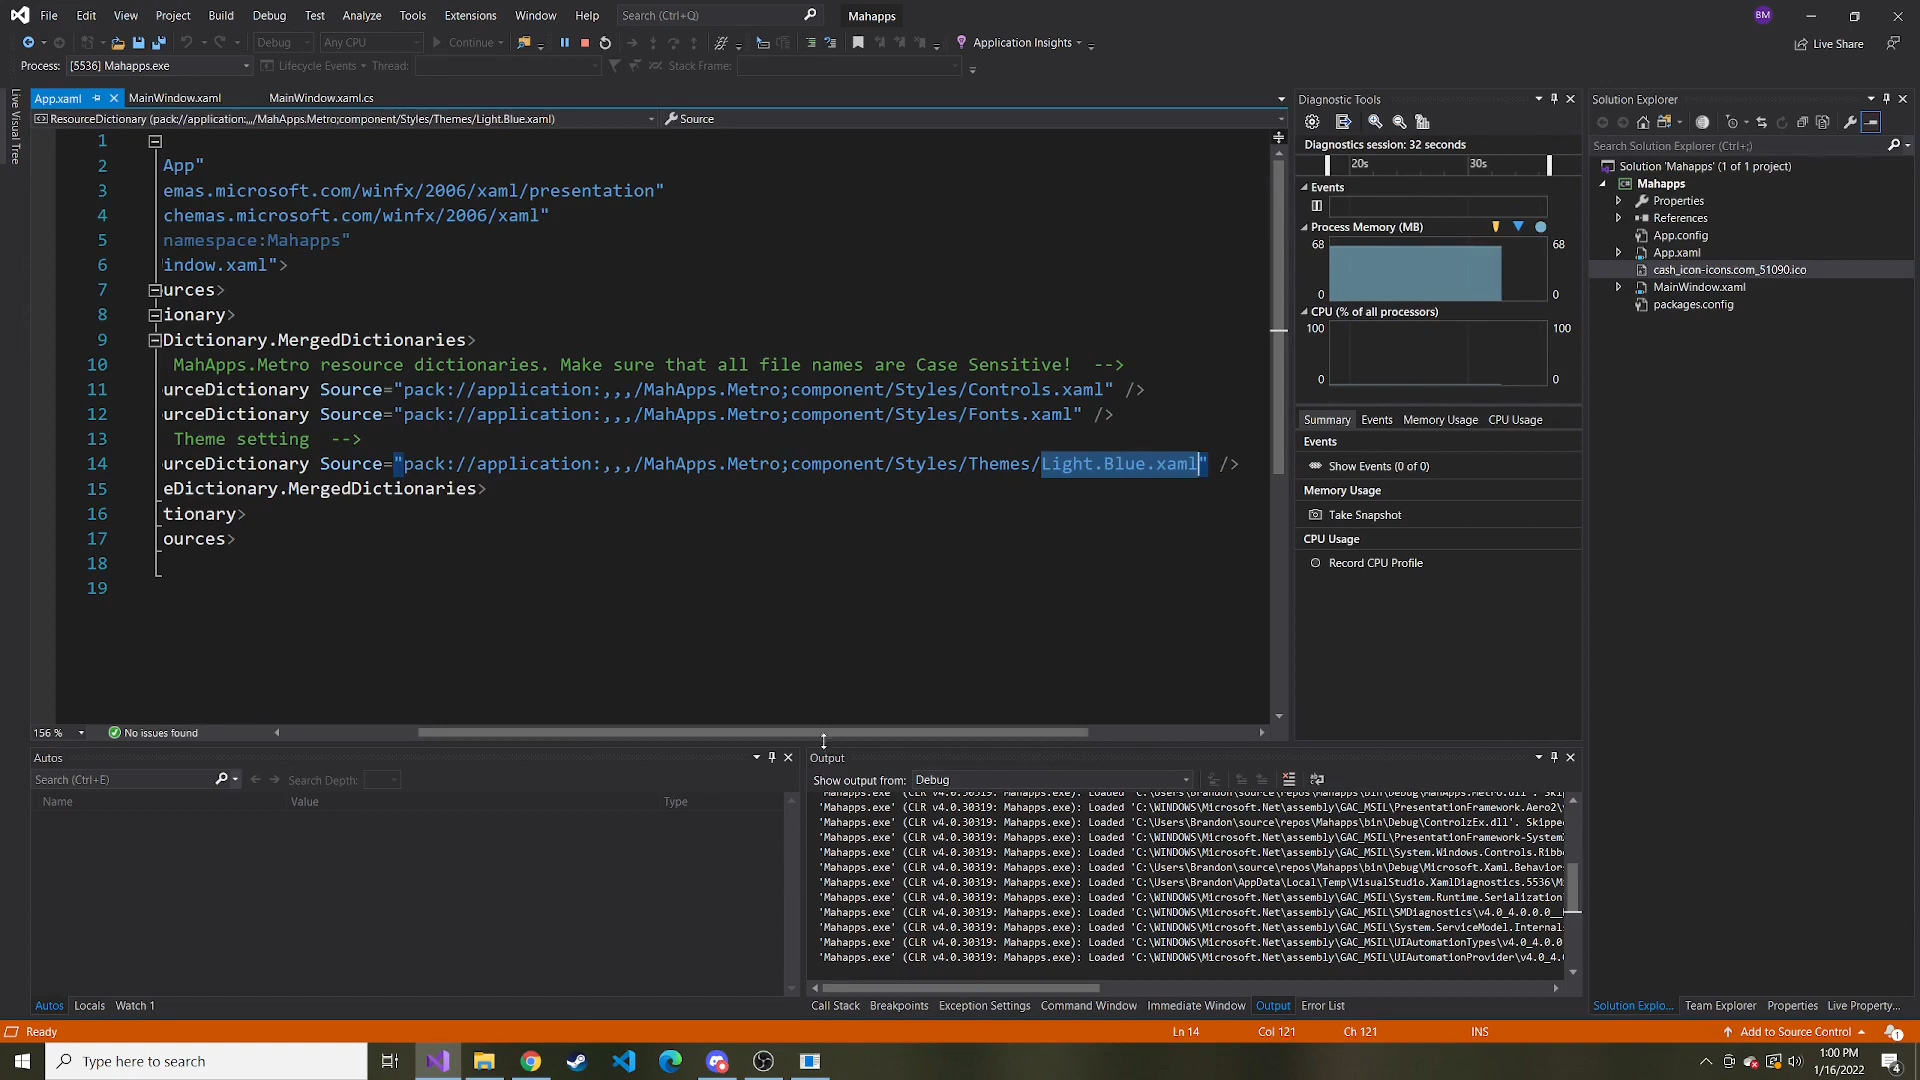 File Edit View Project Build Debug Test Analyze Tools Extensions Window Help Search (Ctrl+Q) Mahapps BM
Debug Any CPU Continue Application Insights Live Share
Process: [5536] Mahapps.exe Lifecycle Events Thread: Stack Frame:
Live Visual Tree
App.xaml MainWindow.xaml MainWindow.xaml.cs
ResourceDictionary (pack://application:,,,/MahApps.Metro;component/Styles/Themes/Light.Blue.xaml) Source
1
2 App"
3 emas.microsoft.com/winfx/2006/xaml/presentation"
4 chemas.microsoft.com/winfx/2006/xaml"
5 namespace:Mahapps"
6 indow.xaml">
7 urces>
8 ionary>
9 Dictionary.MergedDictionaries>
10 MahApps.Metro resource dictionaries. Make sure that all file names are Case Sensitive! -->
11 urceDictionary Source="pack://application:,,,/MahApps.Metro;component/Styles/Controls.xaml" />
12 urceDictionary Source="pack://application:,,,/MahApps.Metro;component/Styles/Fonts.xaml" />
13 Theme setting -->
14 urceDictionary Source="pack://application:,,,/MahApps.Metro;component/Styles/Themes/Light.Blue.xaml" />
15 eDictionary.MergedDictionaries>
16 tionary>
17 ources>
18
19
156 % No issues found
Diagnostic Tools
Diagnostics session: 32 seconds
20s 30s
Events
Process Memory (MB)
68 68
0 0
CPU (% of all processors)
100 100
0 0
Summary Events Memory Usage CPU Usage
Events
Show Events (0 of 0)
Memory Usage
Take Snapshot
CPU Usage
Record CPU Profile
Solution Explorer
Search Solution Explorer (Ctrl+;)
Solution 'Mahapps' (1 of 1 project)
Mahapps
Properties
References
App.config
App.xaml
cash_icon-icons.com_51090.ico
MainWindow.xaml
packages.config
Autos
Search (Ctrl+E) Search Depth:
Name Value Type
Autos Locals Watch 1
Output
Show output from: Debug
'Mahapps.exe' (CLR v4.0.30319: Mahapps.exe): Loaded 'C:\Users\Brandon\source\repos\Mahapps\bin\Debug\MahApps.Metro.dll'. Ski
'Mahapps.exe' (CLR v4.0.30319: Mahapps.exe): Loaded 'C:\WINDOWS\Microsoft.Net\assembly\GAC_MSIL\PresentationFramework.Aero2\
'Mahapps.exe' (CLR v4.0.30319: Mahapps.exe): Loaded 'C:\Users\Brandon\source\repos\Mahapps\bin\Debug\ControlzEx.dll'. Skippe
'Mahapps.exe' (CLR v4.0.30319: Mahapps.exe): Loaded 'C:\WINDOWS\Microsoft.Net\assembly\GAC_MSIL\PresentationFramework-System
'Mahapps.exe' (CLR v4.0.30319: Mahapps.exe): Loaded 'C:\WINDOWS\Microsoft.Net\assembly\GAC_MSIL\System.Windows.Controls.Ribb
'Mahapps.exe' (CLR v4.0.30319: Mahapps.exe): Loaded 'C:\Users\Brandon\source\repos\Mahapps\bin\Debug\Microsoft.Xaml.Behavior
'Mahapps.exe' (CLR v4.0.30319: Mahapps.exe): Loaded 'C:\Users\Brandon\AppData\Local\Temp\VisualStudio.XamlDiagnostics.5536\M
'Mahapps.exe' (CLR v4.0.30319: Mahapps.exe): Loaded 'C:\WINDOWS\Microsoft.Net\assembly\GAC_MSIL\System.Runtime.Serialization
'Mahapps.exe' (CLR v4.0.30319: Mahapps.exe): Loaded 'C:\WINDOWS\Microsoft.Net\assembly\GAC_MSIL\SMDiagnostics\v4.0_4.0.0.0__
'Mahapps.exe' (CLR v4.0.30319: Mahapps.exe): Loaded 'C:\WINDOWS\Microsoft.Net\assembly\GAC_MSIL\System.ServiceModel.Internal
'Mahapps.exe' (CLR v4.0.30319: Mahapps.exe): Loaded 'C:\WINDOWS\Microsoft.Net\assembly\GAC_MSIL\UIAutomationTypes\v4.0_4.0.0
'Mahapps.exe' (CLR v4.0.30319: Mahapps.exe): Loaded 'C:\WINDOWS\Microsoft.Net\assembly\GAC_MSIL\UIAutomationProvider\v4.0_4.
Call Stack Breakpoints Exception Settings Command Window Immediate Window Output Error List
Solution Explo... Team Explorer Properties Live Property...
Ready Ln 14 Col 121 Ch 121 INS Add to Source Control 1
Type here to search
1:00 PM
1/16/2022
4